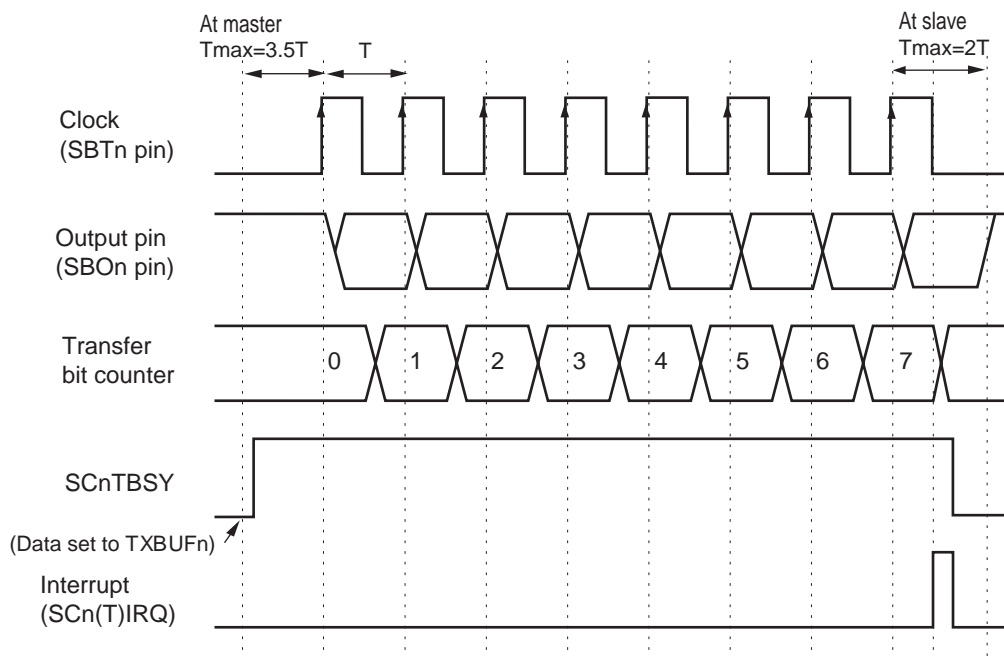 At master
Tmax=3.5T
T
At slave
Tmax=2T
Clock
(SBTn pin)
Output pin
(SBOn pin)
Transfer
bit counter
0 1 2 3 4 5 6 7
SCnTBSY
(Data set to TXBUFn)
Interrupt
(SCn(T)IRQ)